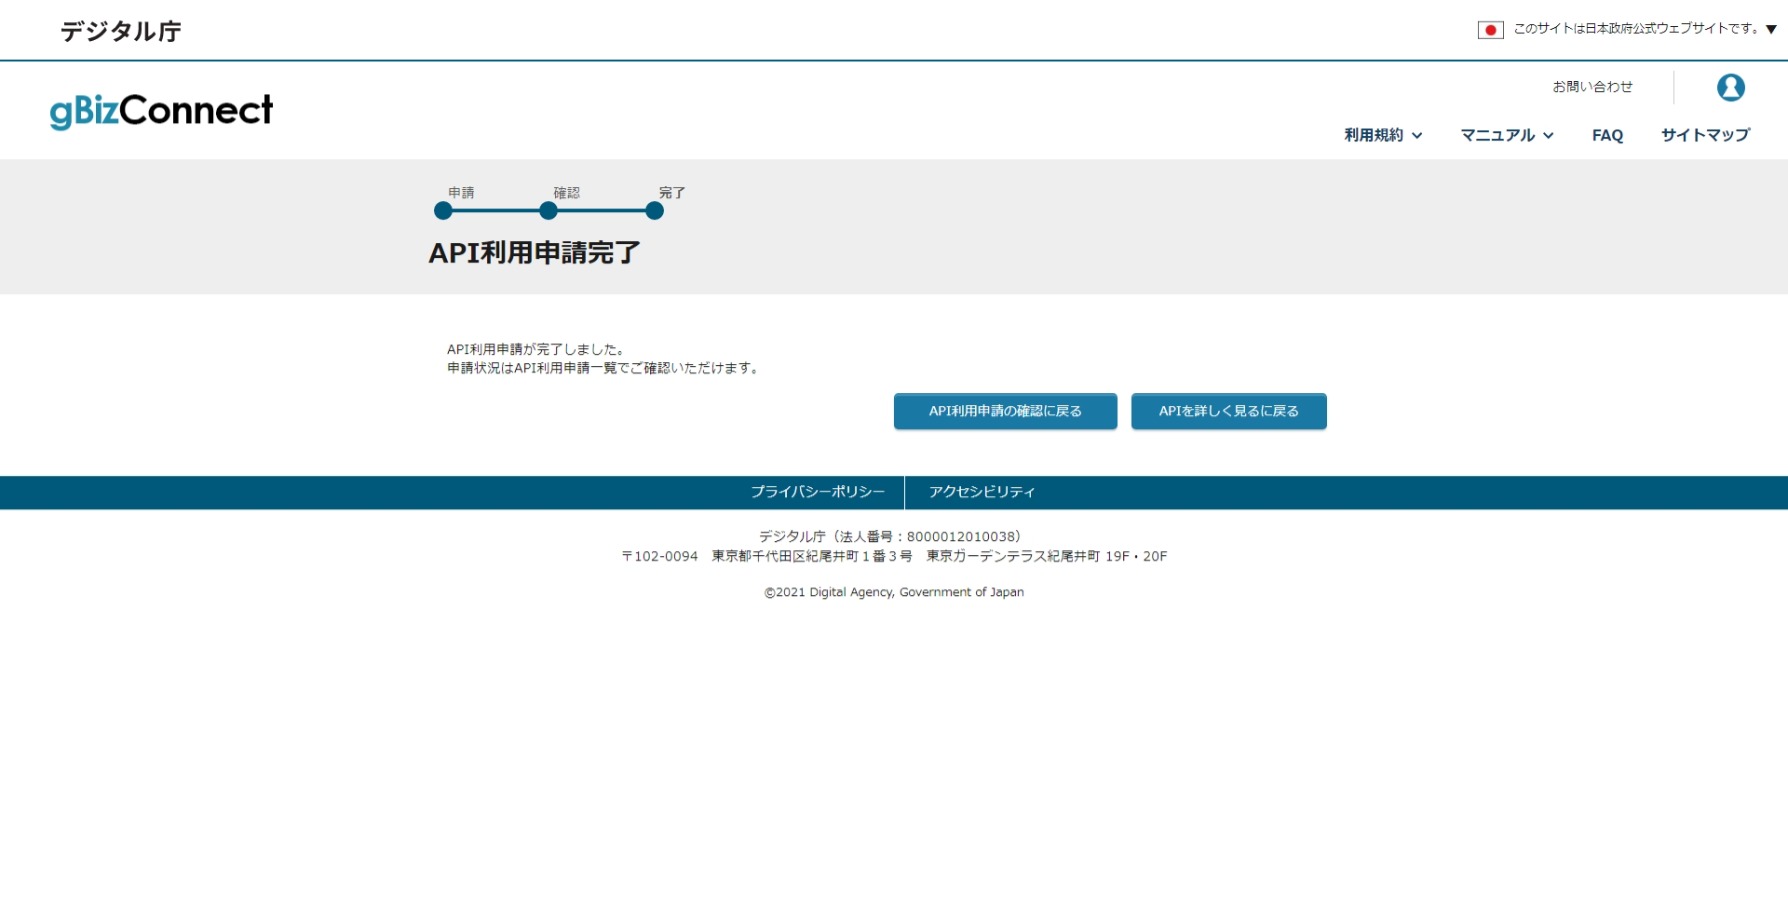 デジタル庁
このサイトは日本政府公式ウェブサイトです。▼
gBizConnect
お問い合わせ
利用規約 マニュアル FAQ サイトマップ
申請 確認 完了
API利用申請完了
API利用申請が完了しました。
申請状況はAPI利用申請一覧でご確認いただけます。
API利用申請の確認に戻る APIを詳しく見るに戻る
プライバシーポリシー アクセシビリティ
デジタル庁（法人番号：8000012010038）
〒102-0094　東京都千代田区紀尾井町１番３号　東京ガーデンテラス紀尾井町 19F・20F
©2021 Digital Agency, Government of Japan